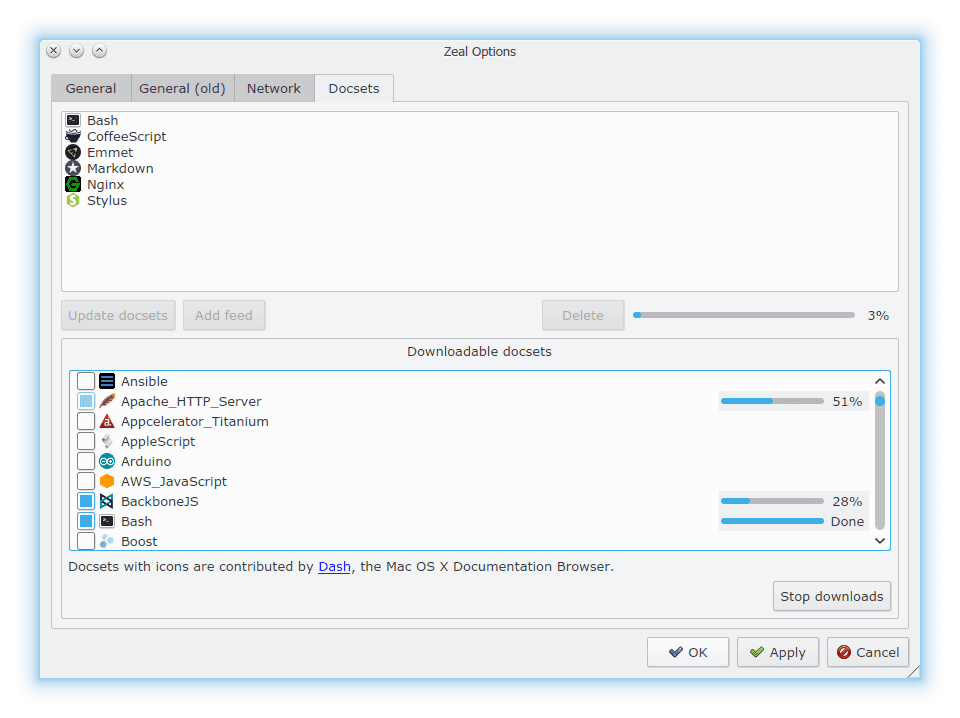 Zeal Options
General General (old) Network Docsets
Bash
CoffeeScript
Emmet
Markdown
Nginx
Stylus
Update docsets Add feed Delete 3%
Downloadable docsets
Ansible
Apache_HTTP_Server 51%
Appcelerator_Titanium
AppleScript
Arduino
AWS_JavaScript
BackboneJS 28%
Bash Done
Boost
Docsets with icons are contributed by Dash, the Mac OS X Documentation Browser.
Stop downloads
OK Apply Cancel